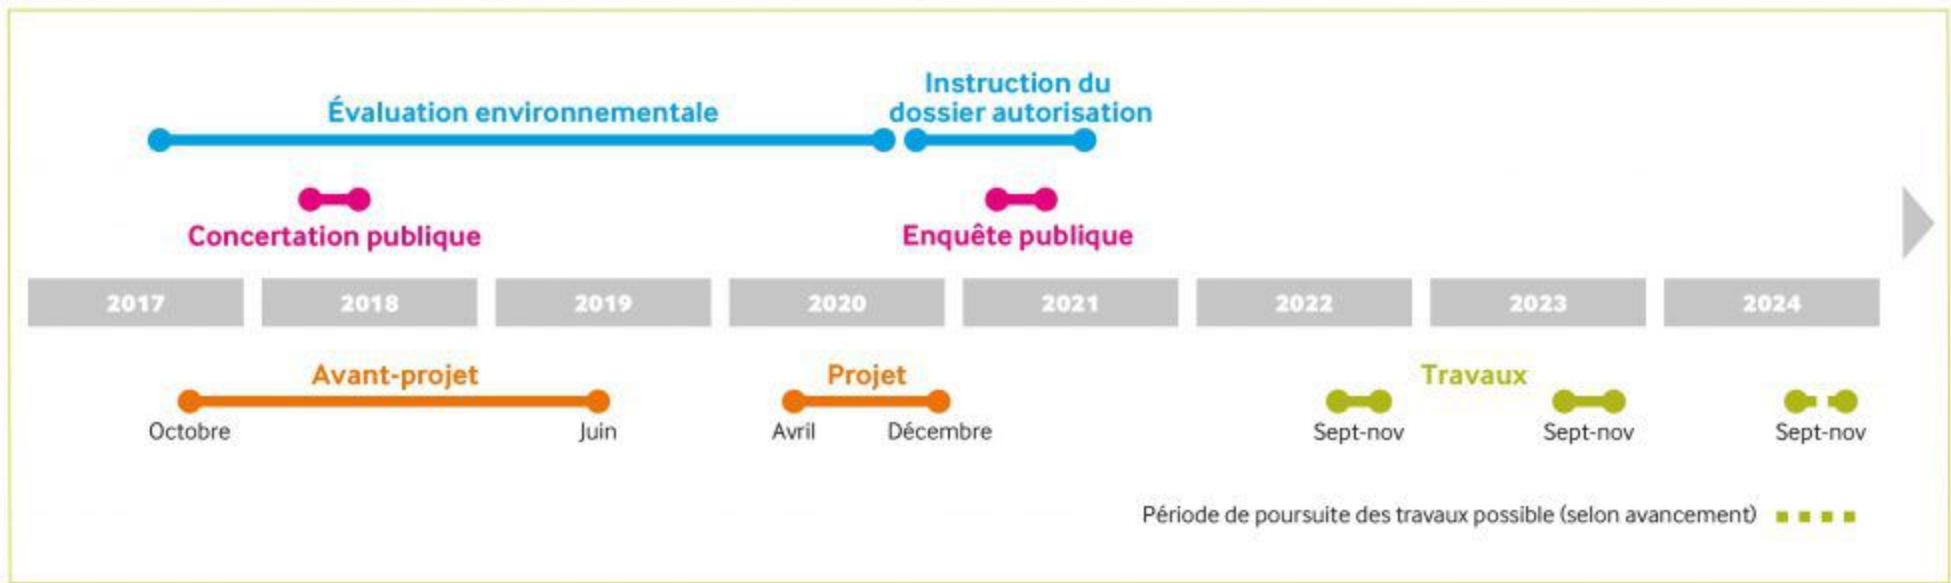 Évaluation environnementale
Instruction du
dossier autorisation
Concertation publique
Enquête publique
2017
2018
2019
2020
2021
2022
2023
2024
Avant-projet
Projet
Travaux
Octobre
Juin
Avril
Décembre
Sept-nov
Sept-nov
Sept-nov
Période de poursuite des travaux possible (selon avancement)